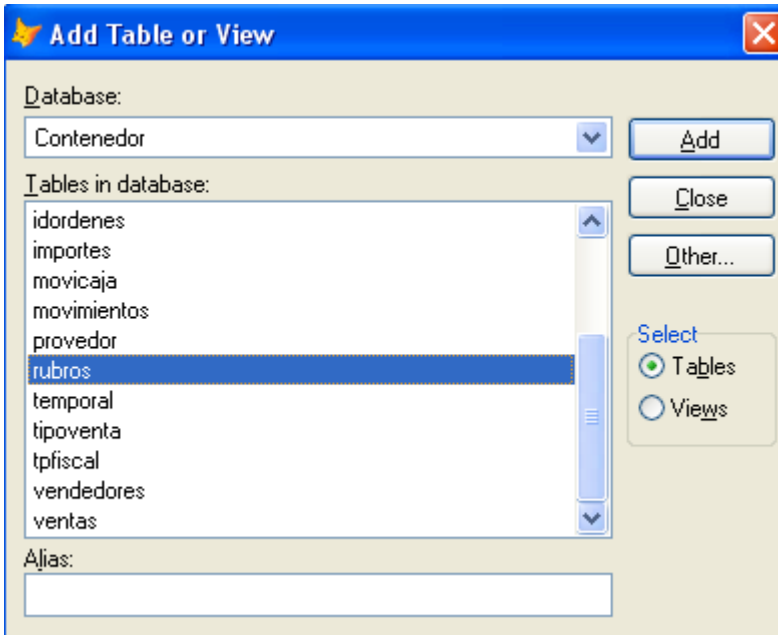 Add Table or View
Database:
Contenedor
Add
Tables in database:
Close
idordenes
importes
Other...
movicaja
movimientos
provedor
Select
rubros
Tables
temporal
Views
tipoventa
tpfiscal
vendedores
ventas
Alias: